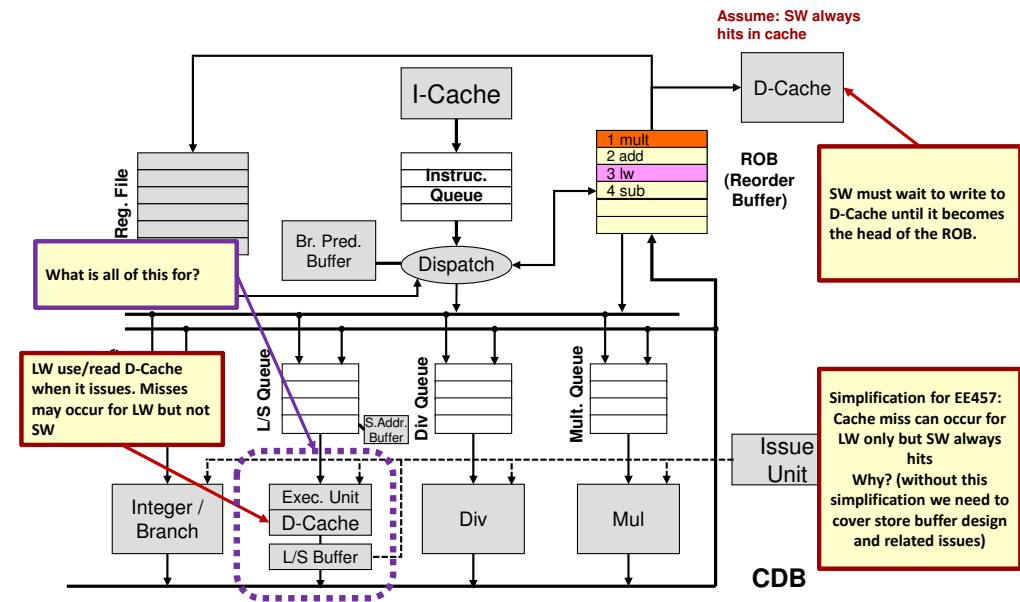 Assume: SW always
hits in cache
I-Cache
D-Cache
1 mult
2 add
3 lw
4 sub
ROB
(Reorder
Buffer)
Reg. File
Instruc.
Queue
SW must wait to write to
D-Cache until it becomes
the head of the ROB.
Br. Pred.
Buffer
Dispatch
What is all of this for?
LW use/read D-Cache
when it issues. Misses
may occur for LW but not
SW
L/S Queue
S.Addr.
Buffer
Div Queue
Mult. Queue
Simplification for EE457:
Cache miss can occur for
LW only but SW always
hits
Why? (without this
simplification we need to
cover store buffer design
and related issues)
Issue
Unit
Integer /
Branch
Exec. Unit
D-Cache
L/S Buffer
Div
Mul
CDB